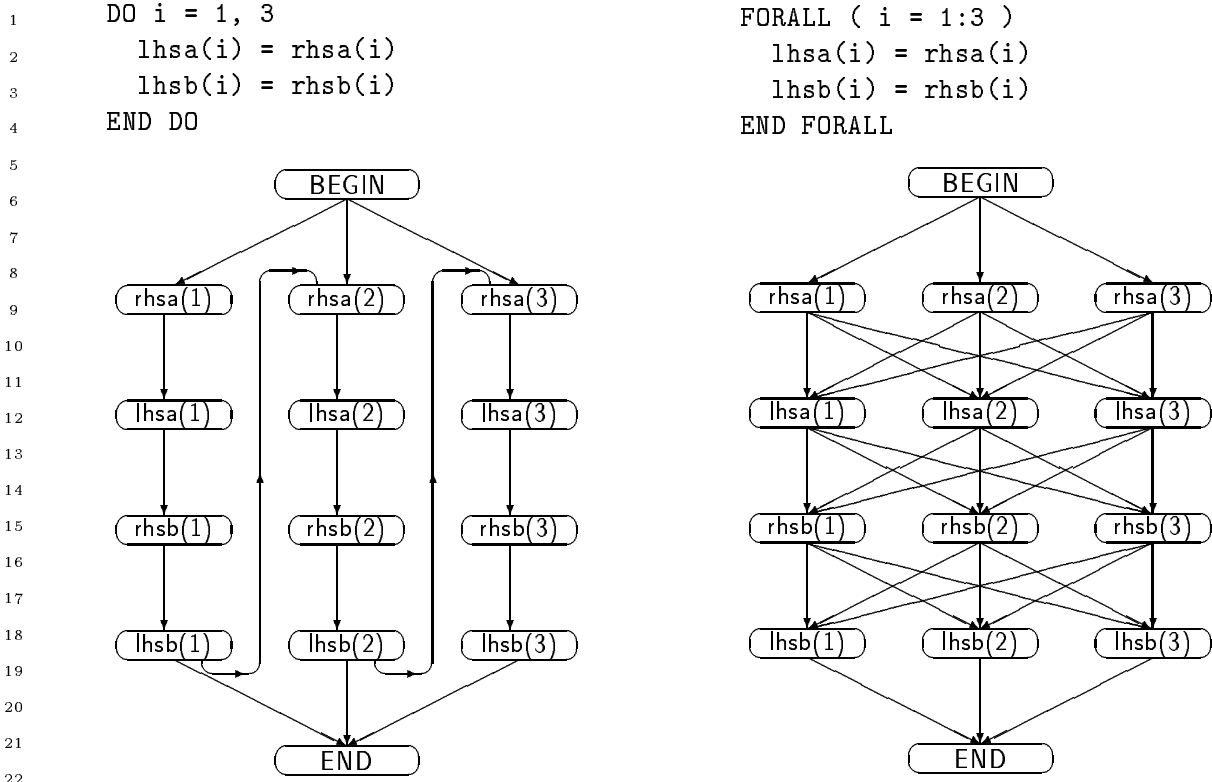 1
2
3
4
5
6
7
8
9
10
11
12
13
14
15
16
17
18
19
20
21
22
DO i = 1, 3
lhsa(i) = rhsa(i)
lhsb(i) = rhsb(i)
END DO
BEGIN
rhsa(1) rhsa(2) rhsa(3)
lhsa(1) lhsa(2) lhsa(3)
rhsb(1) rhsb(2) rhsb(3)
lhsb(1) lhsb(2) lhsb(3)
END
FORALL ( i = 1:3 )
lhsa(i) = rhsa(i)
lhsb(i) = rhsb(i)
END FORALL
BEGIN
rhsa(1) rhsa(2) rhsa(3)
lhsa(1) lhsa(2) lhsa(3)
rhsb(1) rhsb(2) rhsb(3)
lhsb(1) lhsb(2) lhsb(3)
END